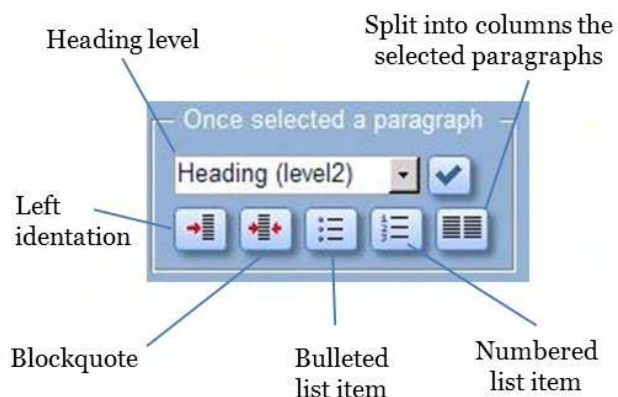 Heading level
Split into columns the
selected paragraphs
Once selected a paragraph
Heading (level2)
Left
identation
Blockquote
Bulleted
list item
Numbered
list item